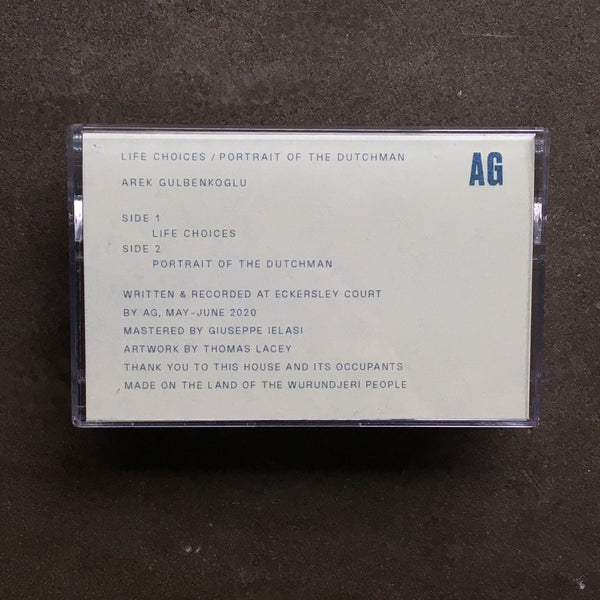 LIFE CHOICES / PORTRAIT OF THE DUTCHMAN
AG
AREK GULBENKOGLU
SIDE 1
LIFE CHOICES
SIDE 2
PORTRAIT OF THE DUTCHMAN
WRITTEN & RECORDED AT ECKERSLEY COURT
BY AG, MAY–JUNE 2020
MASTERED BY GIUSEPPE IELASI
ARTWORK BY THOMAS LACEY
THANK YOU TO THIS HOUSE AND ITS OCCUPANTS
MADE ON THE LAND OF THE WURUNDJERI PEOPLE